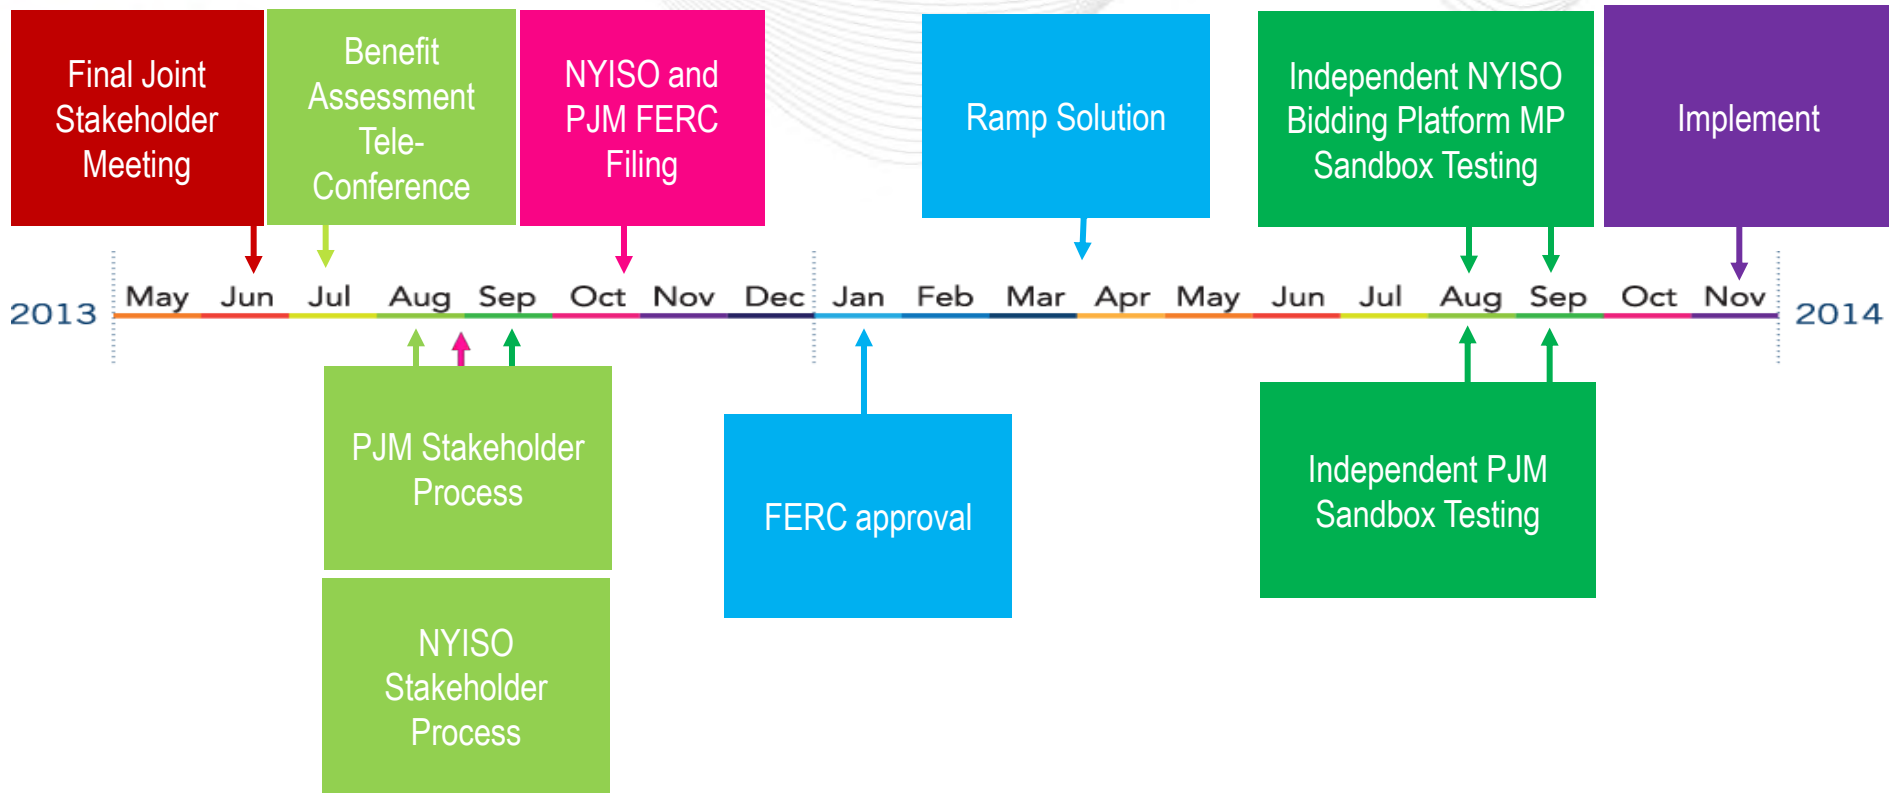 Final Joint
Stakeholder
Meeting
Benefit
Assessment
Tele-
Conference
NYISO and
PJM FERC
Filing
Ramp Solution
Independent NYISO
Bidding Platform MP
Sandbox Testing
Implement
2013 May Jun Jul Aug Sep Oct Nov Dec Jan Feb Mar Apr May Jun Jul Aug Sep Oct Nov 2014
PJM Stakeholder
Process
NYISO
Stakeholder
Process
FERC approval
Independent PJM
Sandbox Testing